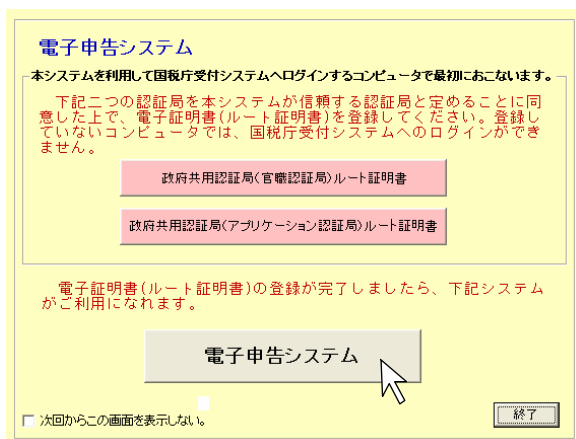 電子申告システム
本システムを利用して国税庁受付システムへログインするコンピュータで最初におこないます。
下記二つの認証局を本システムが信頼する認証局と定めることに同
意した上で、電子証明書(ルート証明書)を登録してください。登録し
ていないコンピュータでは、国税庁受付システムへのログインができ
ません。
政府共用認証局(官職認証局)ルート証明書
政府共用認証局(アプリケーション認証局)ルート証明書
電子証明書(ルート証明書)の登録が完了しましたら、下記システム
がご利用になれます。
電子申告システム
次回からこの画面を表示しない。
終了